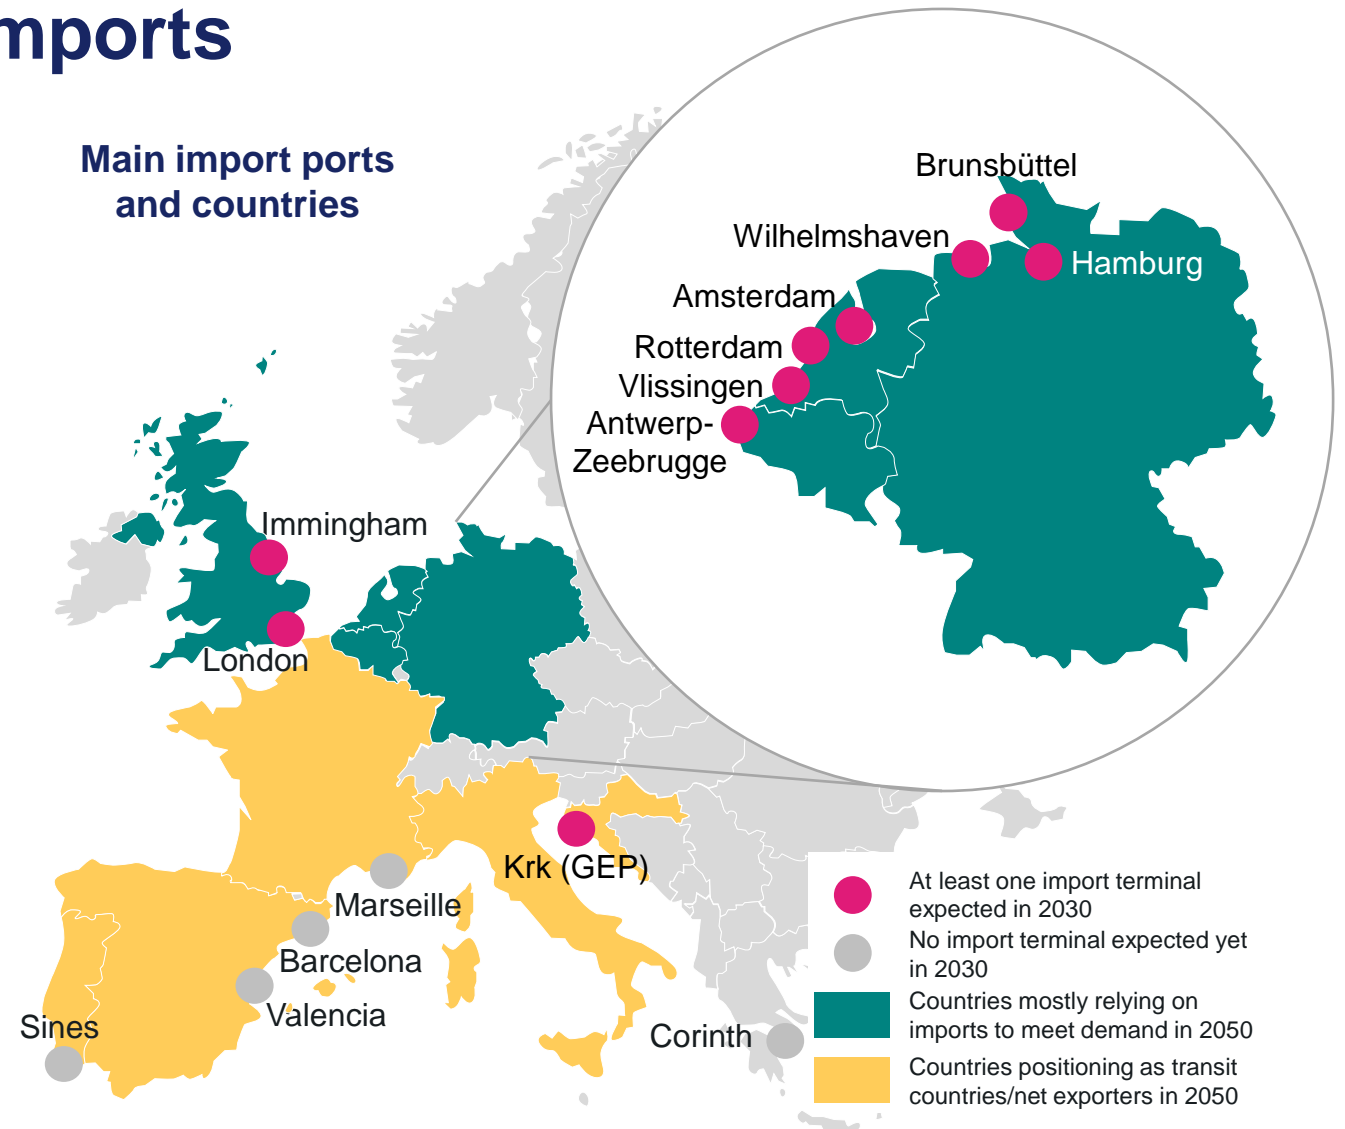 mports
Main import ports
and countries
Brunsbüttel
Wilhelmshaven
Hamburg
Amsterdam
Rotterdam
Vlissingen
Antwerp-
Zeebrugge
Immingham
London
Krk (GEP)
Marseille
Barcelona
Valencia
Sines
Corinth
At least one import terminal
expected in 2030
No import terminal expected yet
in 2030
Countries mostly relying on
imports to meet demand in 2050
Countries positioning as transit
countries/net exporters in 2050